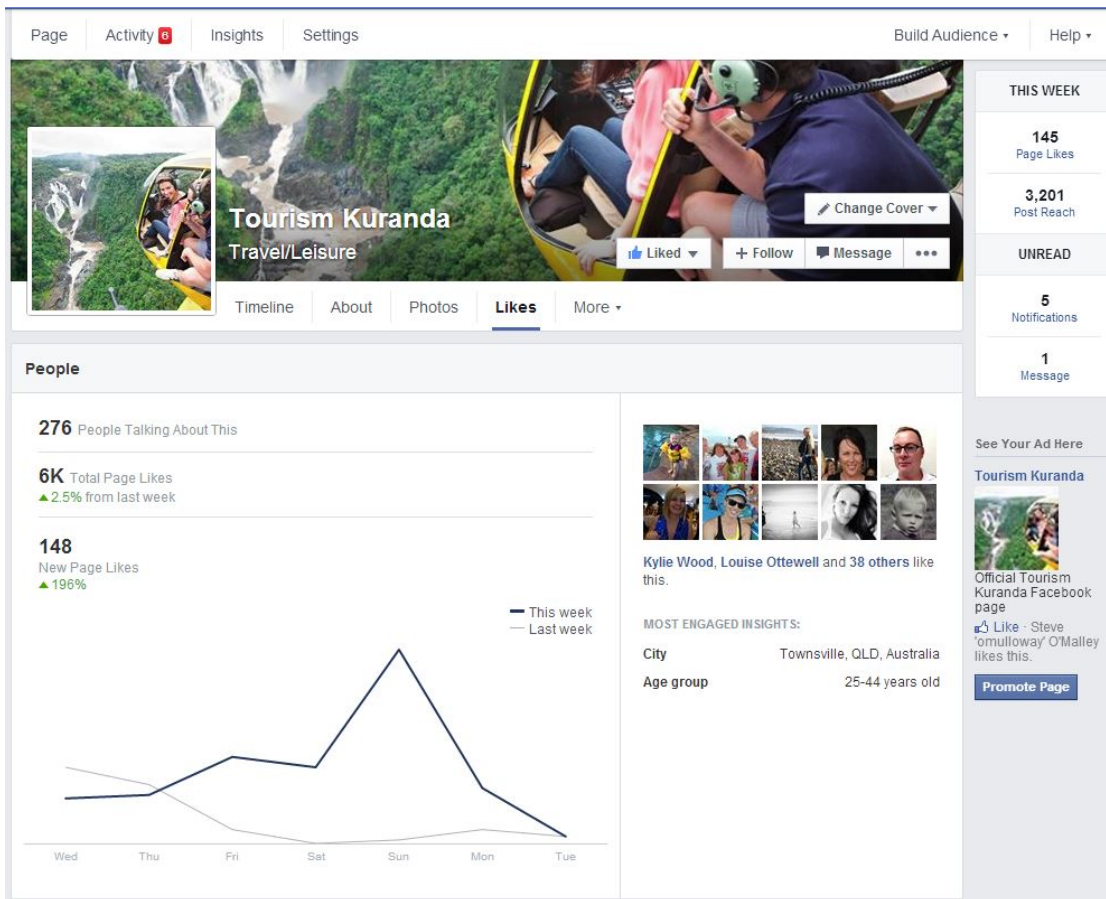 Page Activity 6 Insights Settings Build Audience Help
Tourism Kuranda
Travel/Leisure
Change Cover
Liked Follow Message
Timeline About Photos Likes More
THIS WEEK
145
Page Likes
3,201
Post Reach
UNREAD
5
Notifications
1
Message
People
276 People Talking About This
6K Total Page Likes
2.5% from last week
148
New Page Likes
196%
This week
Last week
Wed Thu Fri Sat Sun Mon Tue
Kylie Wood, Louise Ottewell and 38 others like
this.
MOST ENGAGED INSIGHTS:
City Townsville, QLD, Australia
Age group 25-44 years old
See Your Ad Here
Tourism Kuranda
Official Tourism
Kuranda Facebook
page
Like · Steve
'omulloway' O'Malley
likes this.
Promote Page